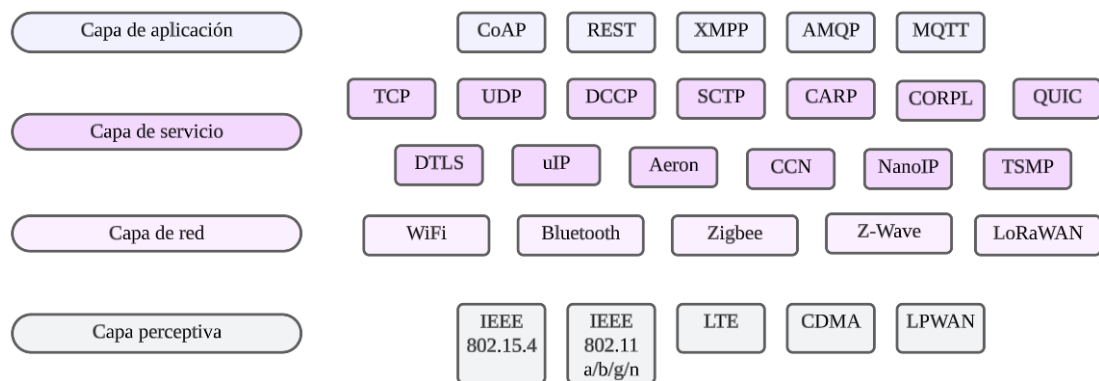 Capa de aplicación
CoAP REST XMPP AMQP MQTT
TCP UDP DCCP SCTP CARP CORPL QUIC
Capa de servicio
DTLS uIP Aeron CCN NanoIP TSMP
Capa de red
WiFi Bluetooth Zigbee Z-Wave LoRaWAN
Capa perceptiva
IEEE
802.15.4
IEEE
802.11
a/b/g/n
LTE CDMA LPWAN